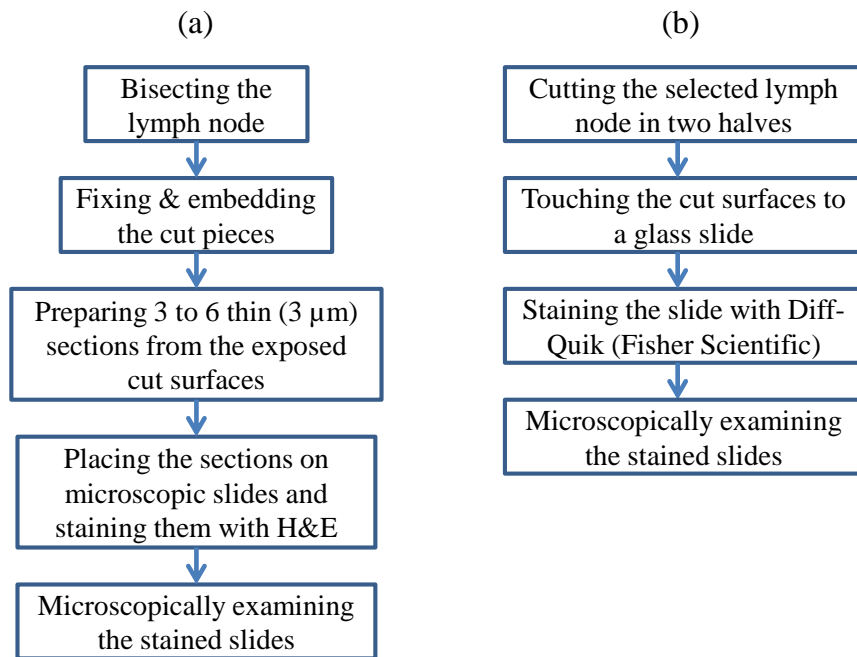 (a)
Bisecting the
lymph node
Fixing & embedding
the cut pieces
Preparing 3 to 6 thin (3 µm)
sections from the exposed
cut surfaces
Placing the sections on
microscopic slides and
staining them with H&E
Microscopically examining
the stained slides
(b)
Cutting the selected lymph
node in two halves
Touching the cut surfaces to
a glass slide
Staining the slide with Diff-
Quik (Fisher Scientific)
Microscopically examining
the stained slides